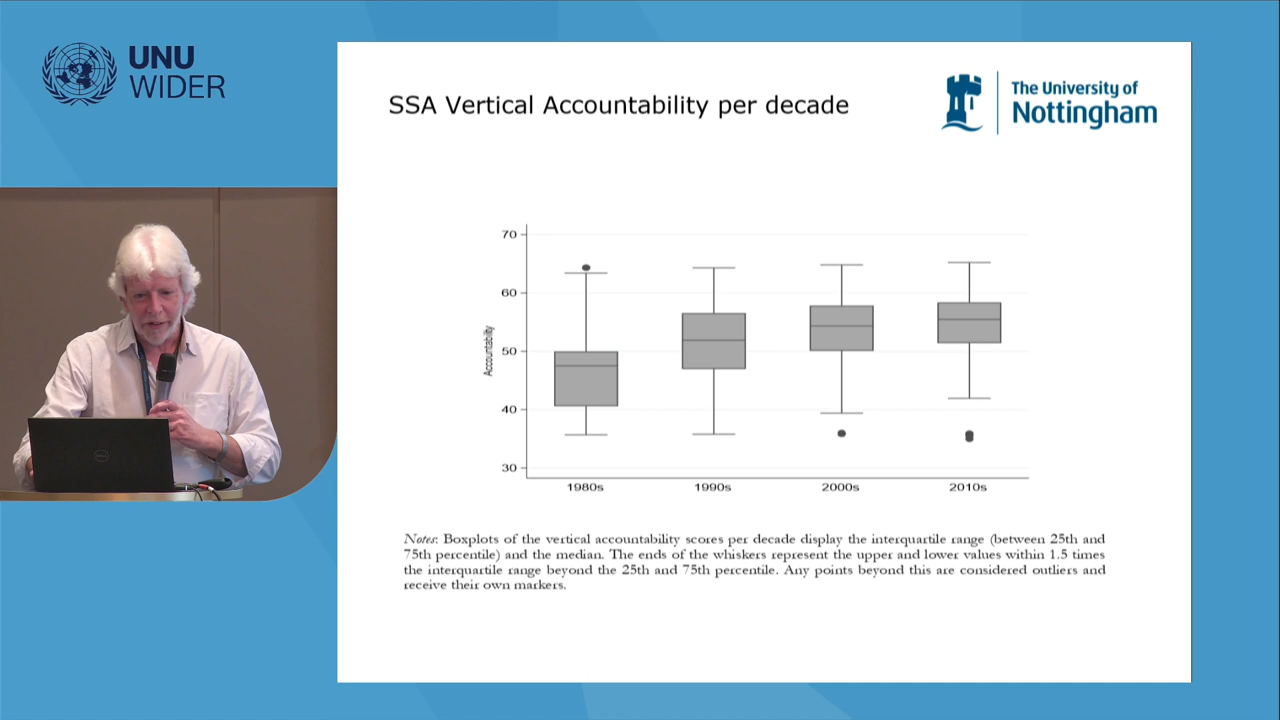 UNU
WIDER
SSA Vertical Accountability per decade
The University of
Nottingham
70
60
50
40
30
Accountability
1980s 1990s 2000s 2010s
Notes: Boxplots of the vertical accountability scores per decade display the interquartile range (between 25th and
75th percentile) and the median. The ends of the whiskers represent the upper and lower values within 1.5 times
the interquartile range beyond the 25th and 75th percentile. Any points beyond this are considered outliers and
receive their own markers.